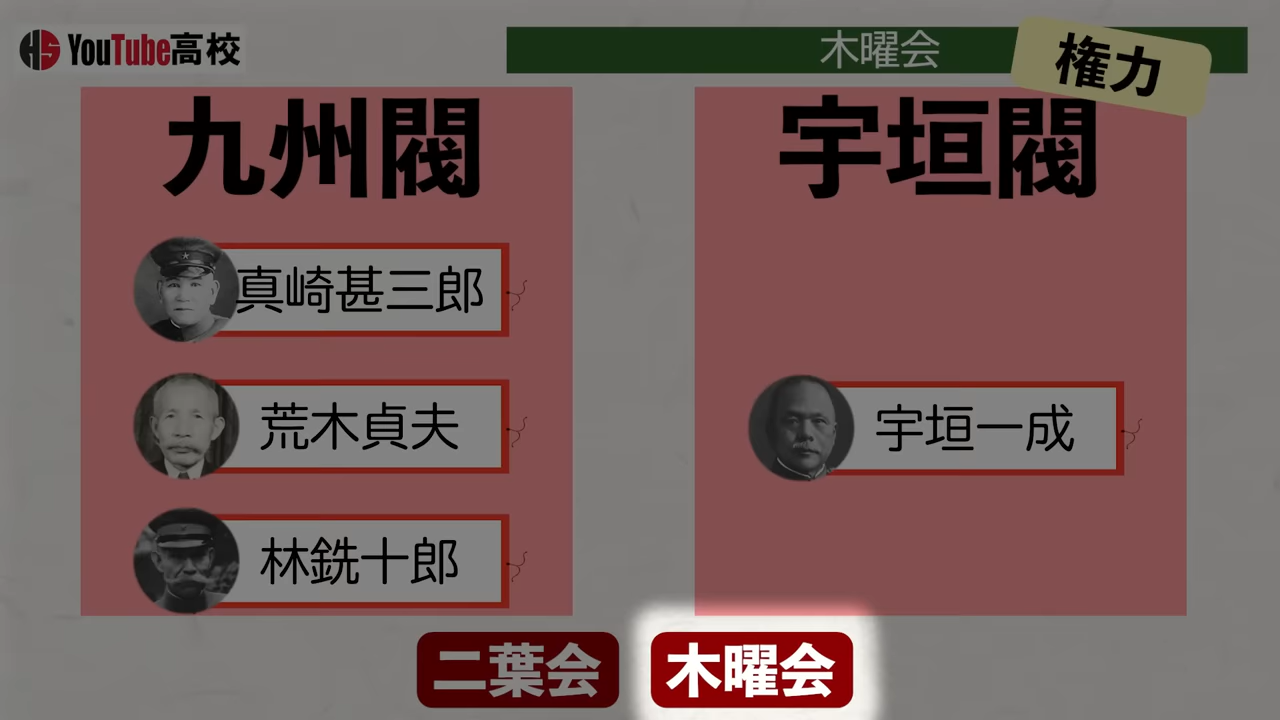 HS YouTube高校
木曜会
権力
九州閥
真崎甚三郎
荒木貞夫
林銑十郎
宇垣閥
宇垣一成
二葉会
木曜会